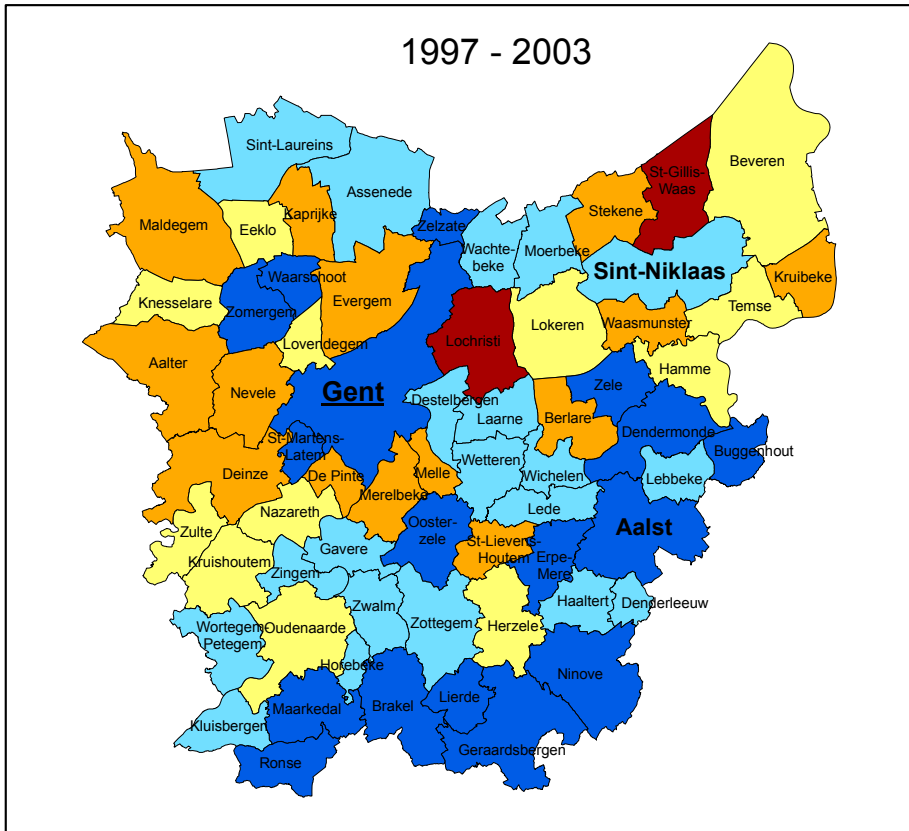 1997 - 2003
Sint-Laureins
Assenede
Beveren
St-Gillis-
Waas
Stekene
Maldegem
Kaprijke
Eeklo
Zelzate
Wachte-
beke
Moerbeke
Sint-Niklaas
Kruibeke
Waarschoot
Knesselare
Zomergem
Evergem
Temse
Lovendegem
Lochristi
Lokeren
Waasmunster
Aalter
Hamme
Nevele
Gent
Zele
Destelbergen
Laarne
Berlare
Dendermonde
St-Martens-
Latem
Buggenhout
Wetteren
Deinze
De Pinte
Melle
Wichelen
Lebbeke
Merelbeke
Nazareth
Lede
Ooster-
zele
Aalst
Zulte
Gavere
St-Lievens-
Houtem
Erpe-
Mere
Kruishoutem
Zingem
Haaltert
Denderleeuw
Zwalm
Wortegem-
Petegem
Oudenaarde
Zottegem
Herzele
Horebeke
Ninove
Maarkedal
Brakel
Lierde
Kluisbergen
Geraardsbergen
Ronse